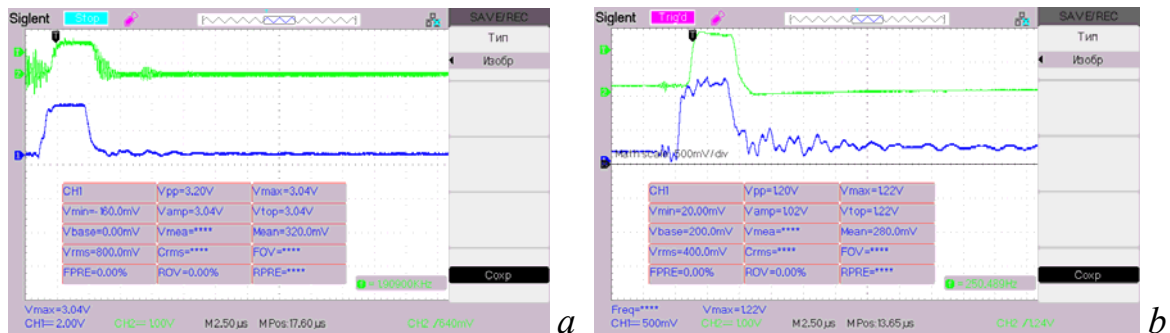 Siglent Stop SAVE/REC
Тип
Изобр
CH1 Vpp=3.20V Vmax=3.04V
Vmin=-160.0mV Vamp=3.04V Vtop=3.04V
Vbase=0.00mV Vmea=**** Mean=320.0mV
Vrms=800.0mV Crms=**** FOV=****
FPRE=0.00% ROV=0.00% RPRE=****
Сохр
Vmax=3.04V
CH1= 2.00V CH2= 1.00V M2.50µs MPos:17.60µs
a
Siglent Trig'd SAVE/REC
Тип
Изобр
Main scale 500mV/div
CH1 Vpp=1.20V Vmax=1.22V
Vmin=20.00mV Vamp=1.02V Vtop=1.22V
Vbase=200.0mV Vmea=**** Mean=280.0mV
Vrms=400.0mV Crms=**** FOV=****
FPRE=0.00% ROV=0.00% RPRE=****
Сохр
Freq=**** Vmax=1.22V
CH1= 500mV CH2= 1.00V M2.50µs MPos:13.65µs
b